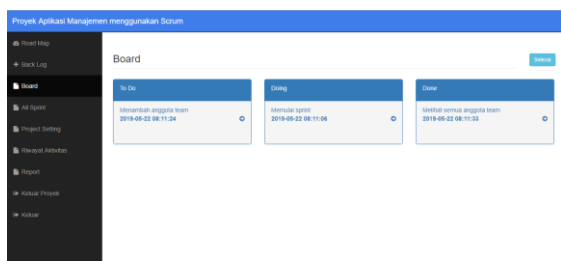 Proyek Aplikasi Manajemen menggunakan Scrum
Road Map
Back Log
Board
All Sprint
Project Setting
Riwayat Aktivitas
Report
Keluar Proyek
Keluar
Board
Selesai
To Do
Menambah anggota team
2019-05-22 08:11:24
Doing
Memulai sprint
2019-05-22 08:11:06
Done
Melihat semua anggota team
2019-05-22 08:11:33